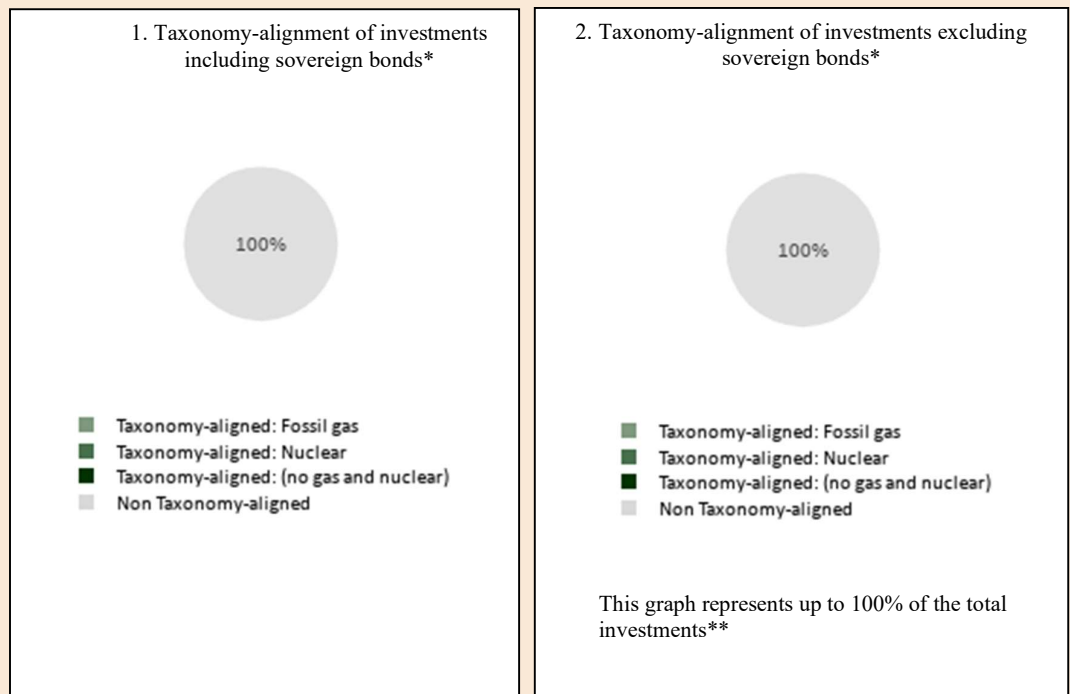 1. Taxonomy-alignment of investments
including sovereign bonds*
100%
Taxonomy-aligned: Fossil gas
Taxonomy-aligned: Nuclear
Taxonomy-aligned: (no gas and nuclear)
Non Taxonomy-aligned
2. Taxonomy-alignment of investments excluding
sovereign bonds*
100%
Taxonomy-aligned: Fossil gas
Taxonomy-aligned: Nuclear
Taxonomy-aligned: (no gas and nuclear)
Non Taxonomy-aligned
This graph represents up to 100% of the total
investments**